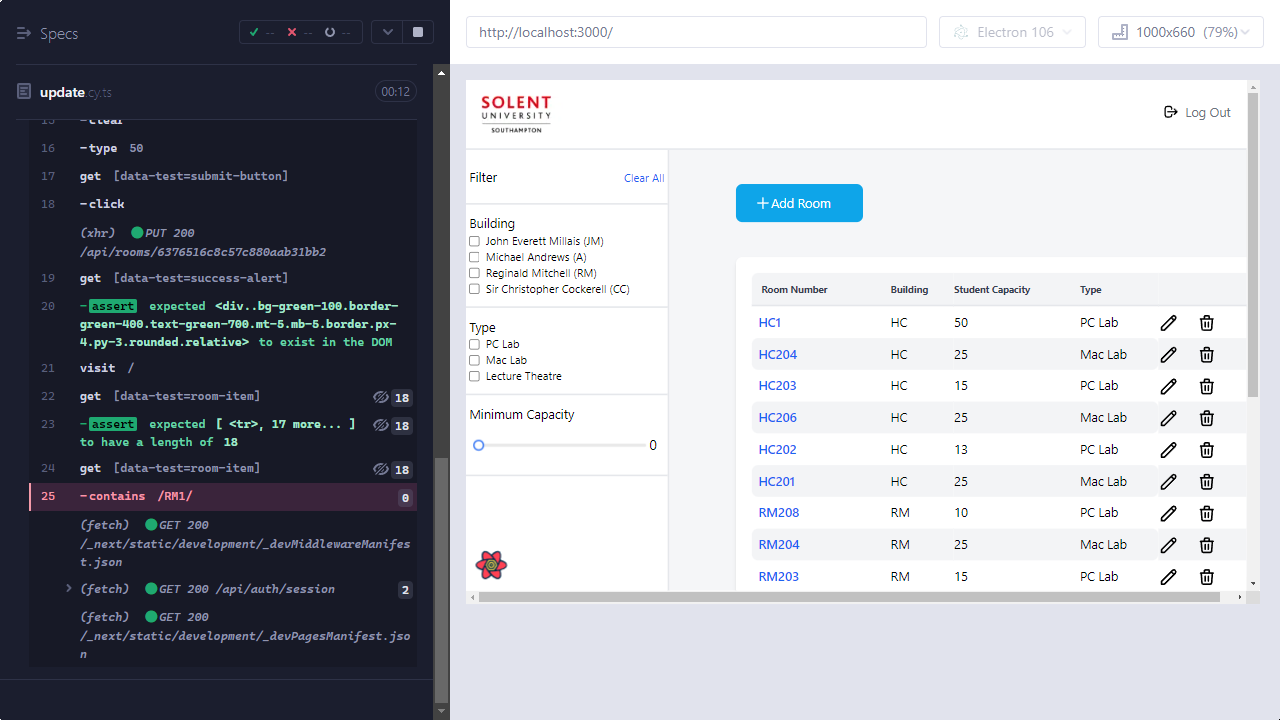 Specs
--
--
--
update.cy.ts
00:12
15 -clear
16 -type 50
17 get [data-test=submit-button]
18 -click
(xhr) PUT 200
/api/rooms/6376516c8c57c880aab31bb2
19 get [data-test=success-alert]
20 -assert expected <div..bg-green-100.border-
green-400.text-green-700.mt-5.mb-5.border.px-
4.py-3.rounded.relative> to exist in the DOM
21 visit /
22 get [data-test=room-item] 18
23 -assert expected [ <tr>, 17 more... ] 18
to have a length of 18
24 get [data-test=room-item] 18
25 -contains /RM1/ 0
(fetch) GET 200
/_next/static/development/_devMiddlewareManifes
t.json
(fetch) GET 200 /api/auth/session 2
(fetch) GET 200
/_next/static/development/_devPagesManifest.jso
n
http://localhost:3000/
Electron 106
1000x660 (79%)
SOLENT
UNIVERSITY
SOUTHAMPTON
Log Out
Filter
Clear All
Building
John Everett Millais (JM)
Michael Andrews (A)
Reginald Mitchell (RM)
Sir Christopher Cockerell (CC)
Type
PC Lab
Mac Lab
Lecture Theatre
Minimum Capacity
0
+ Add Room
Room Number Building Student Capacity Type
HC1 HC 50 PC Lab
HC204 HC 25 Mac Lab
HC203 HC 15 PC Lab
HC206 HC 25 Mac Lab
HC202 HC 13 PC Lab
HC201 HC 25 Mac Lab
RM208 RM 10 PC Lab
RM204 RM 25 Mac Lab
RM203 RM 15 PC Lab